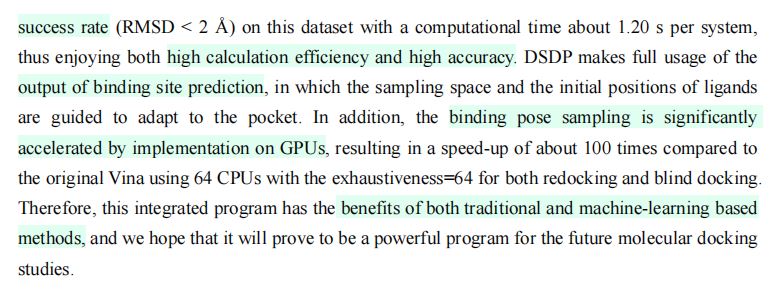 success rate (RMSD < 2 Å) on this dataset with a computational time about 1.20 s per system,
thus enjoying both high calculation efficiency and high accuracy. DSDP makes full usage of the
output of binding site prediction, in which the sampling space and the initial positions of ligands
are guided to adapt to the pocket. In addition, the binding pose sampling is significantly
accelerated by implementation on GPUs, resulting in a speed-up of about 100 times compared to
the original Vina using 64 CPUs with the exhaustiveness=64 for both redocking and blind docking.
Therefore, this integrated program has the benefits of both traditional and machine-learning based
methods, and we hope that it will prove to be a powerful program for the future molecular docking
studies.